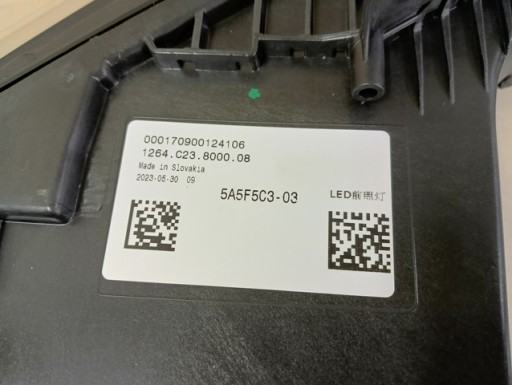 000170900124106
1264.C23.8000.08
Made in Slovakia
2023-05-30 09
5A5F5C3-03
LED前照灯